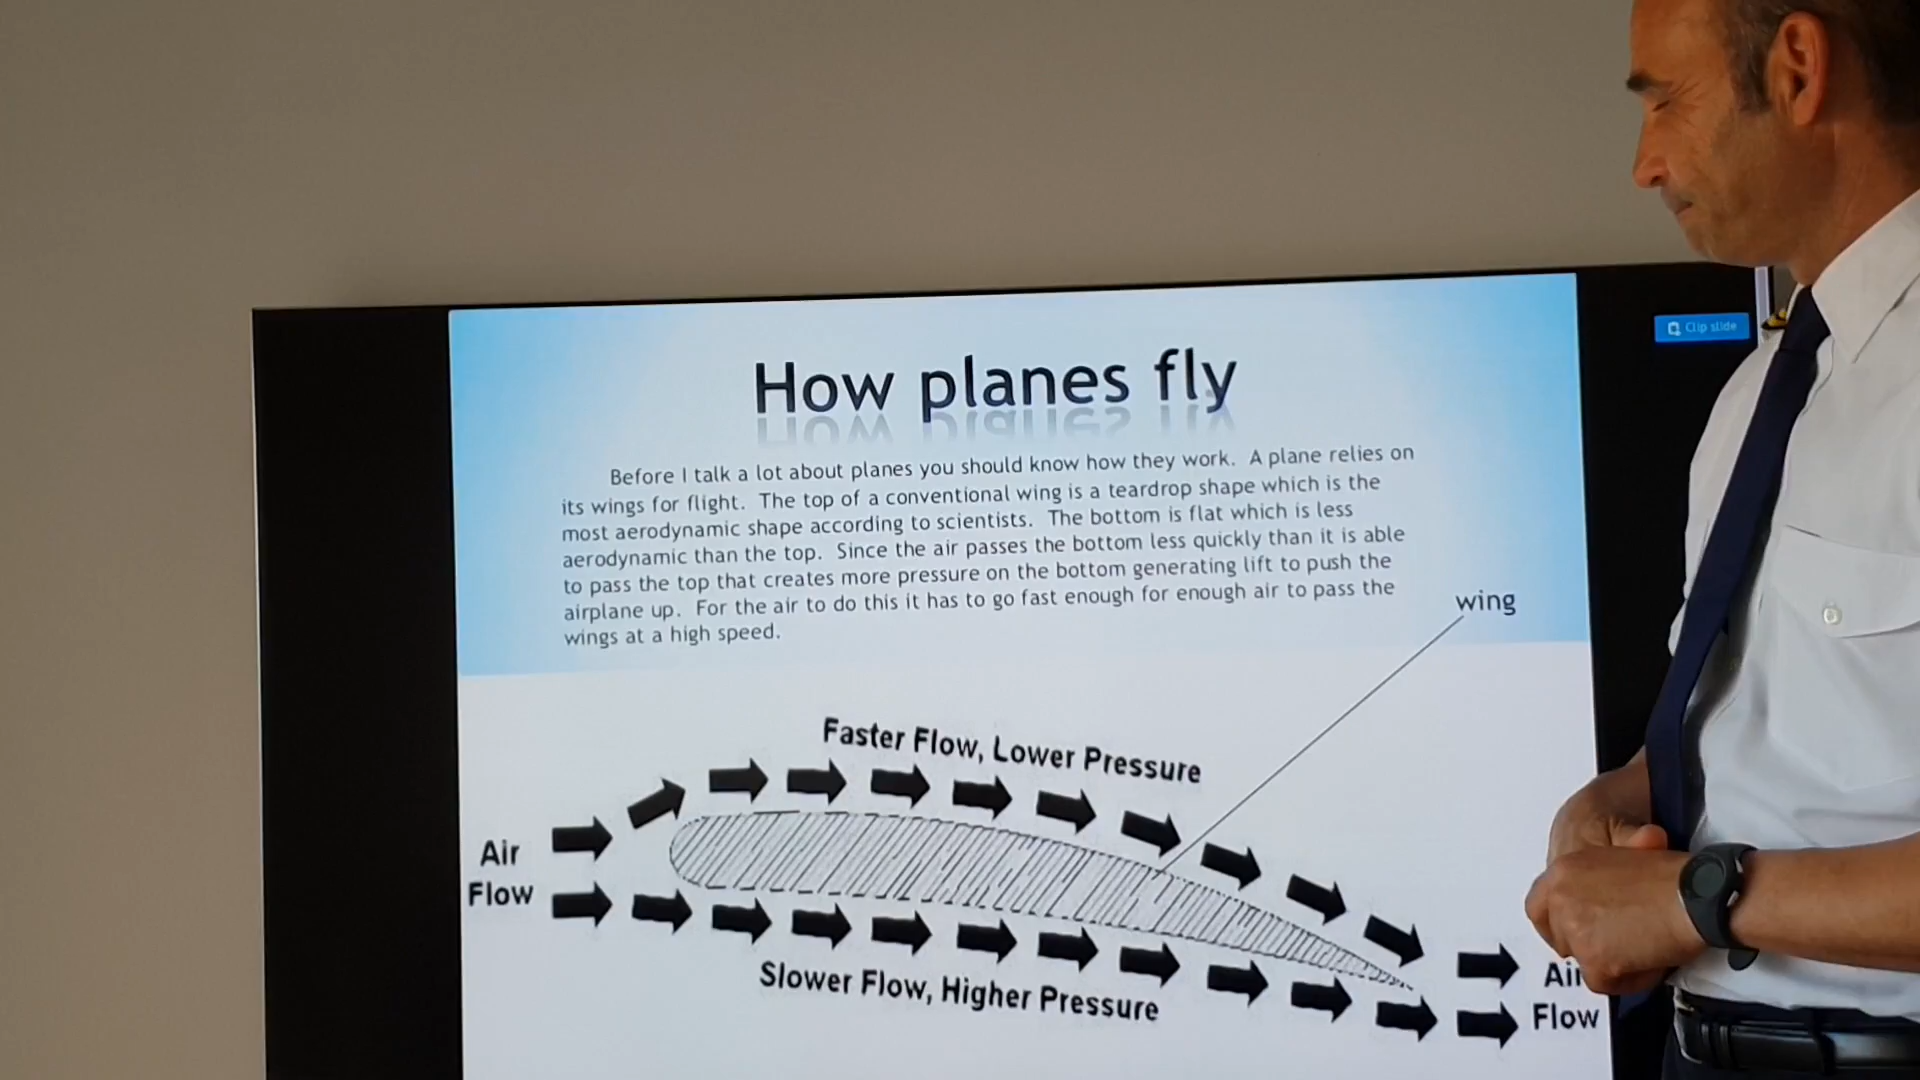 Clip slide
How planes fly
Before I talk a lot about planes you should know how they work. A plane relies on
its wings for flight. The top of a conventional wing is a teardrop shape which is the
most aerodynamic shape according to scientists. The bottom is flat which is less
aerodynamic than the top. Since the air passes the bottom less quickly than it is able
to pass the top that creates more pressure on the bottom generating lift to push the
airplane up. For the air to do this it has to go fast enough for enough air to pass the
wings at a high speed.
wing
Faster Flow, Lower Pressure
Air
Flow
Slower Flow, Higher Pressure
Air
Flow